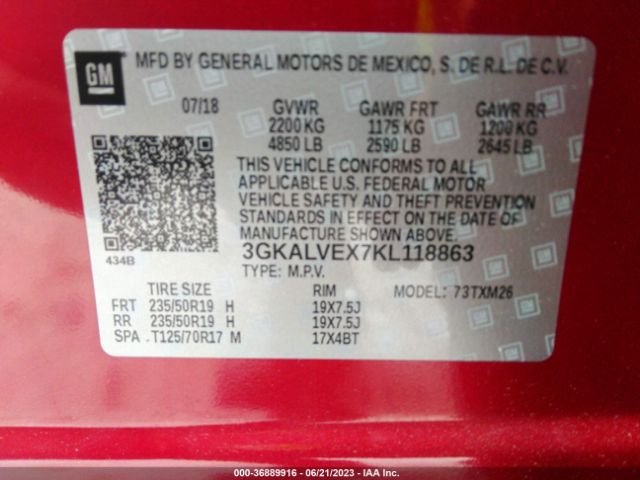 GM
MFD BY GENERAL MOTORS DE MEXICO, S. DE R.L. DE C.V.
07/18 GVWR GAWR FRT GAWR RR
2200 KG 1175 KG 1200 KG
4850 LB 2590 LB 2645 LB
THIS VEHICLE CONFORMS TO ALL
APPLICABLE U.S. FEDERAL MOTOR
VEHICLE SAFETY AND THEFT PREVENTION
STANDARDS IN EFFECT ON THE DATE OF
MANUFACTURE SHOWN ABOVE.
434B 3GKALVEX7KL118863
TYPE: M.P.V.
TIRE SIZE RIM MODEL: 73TXM26
FRT 235/50R19 H 19X7.5J
RR 235/50R19 H 19X7.5J
SPA .T125/70R17 M 17X4BT
000-36889916 - 06/21/2023 - IAA Inc.